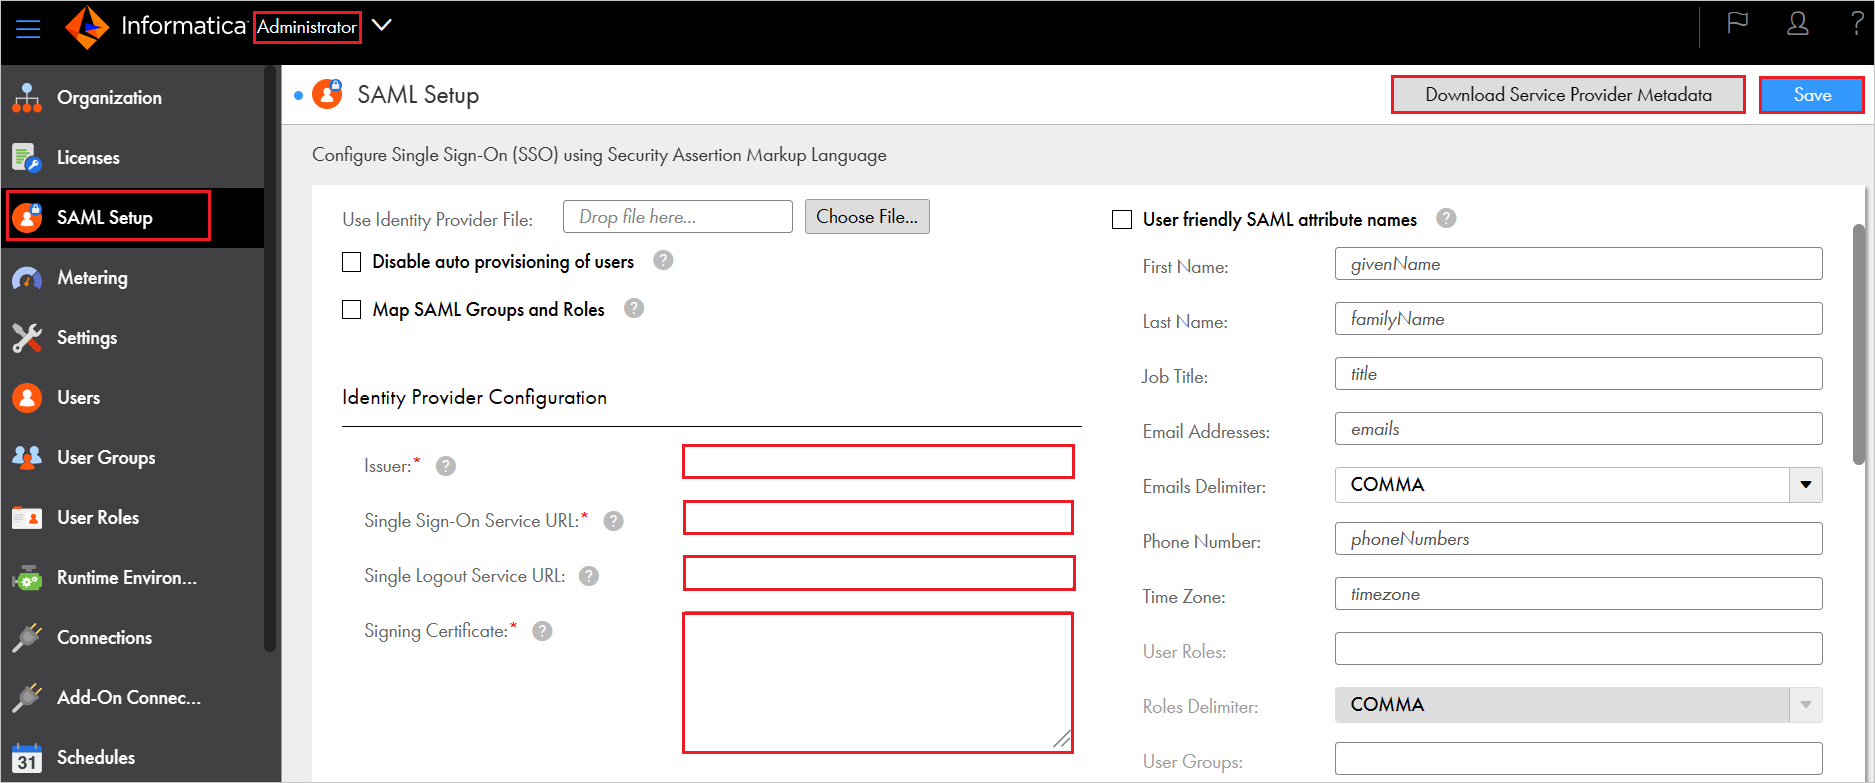 Informatica Administrator
?
Organization
Licenses
SAML Setup
Metering
Settings
Users
User Groups
User Roles
Runtime Environ...
Connections
Add-On Connec...
31 Schedules
SAML Setup
Download Service Provider Metadata
Save
Configure Single Sign-On (SSO) using Security Assertion Markup Language
Use Identity Provider File: Drop file here... Choose File...
Disable auto provisioning of users ?
Map SAML Groups and Roles ?
Identity Provider Configuration
Issuer:* ?
Single Sign-On Service URL:* ?
Single Logout Service URL: ?
Signing Certificate:* ?
User friendly SAML attribute names ?
First Name: givenName
Last Name: familyName
Job Title: title
Email Addresses: emails
Emails Delimiter: COMMA
Phone Number: phoneNumbers
Time Zone: timezone
User Roles:
Roles Delimiter: COMMA
User Groups: